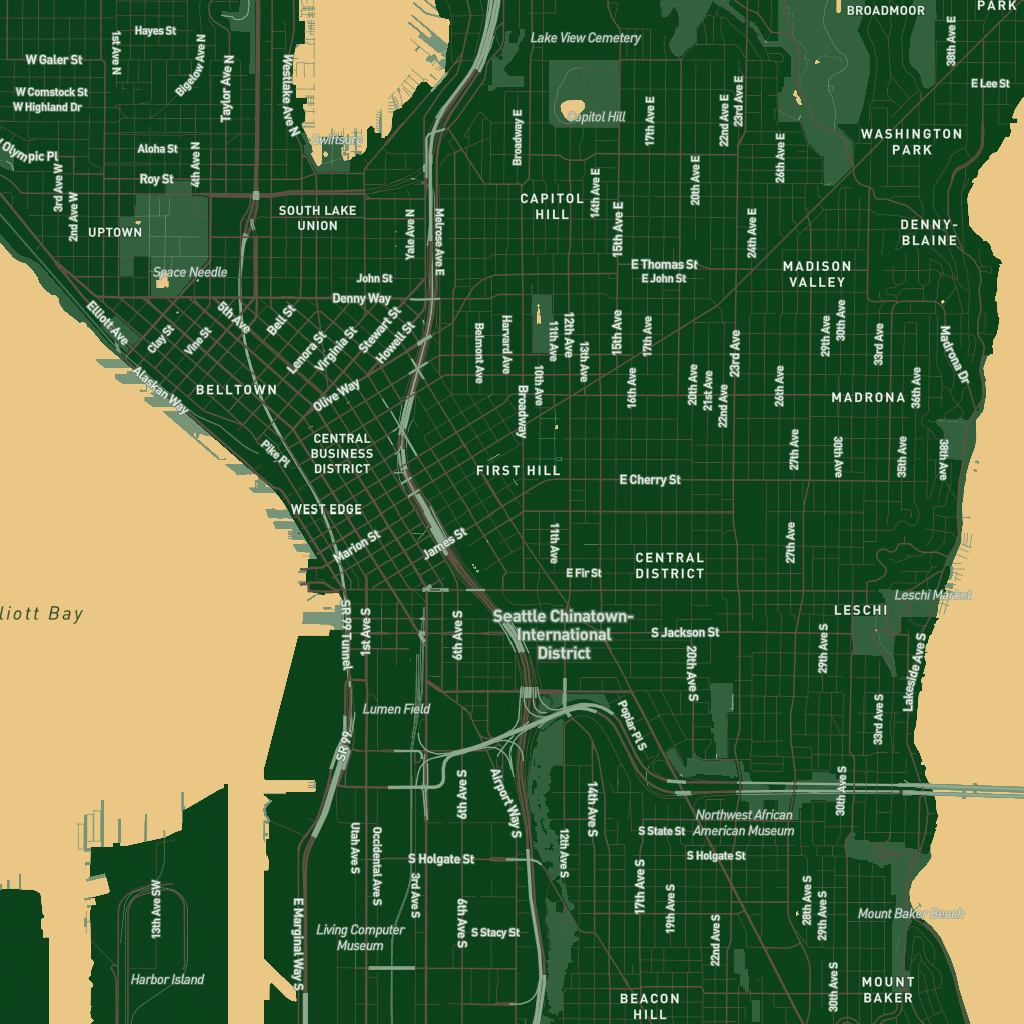 PARK
BROADMOOR
Hayes St
1st Ave N
Bigelow Ave N
Taylor Ave N
Westlake Ave N
Lake View Cemetery
38th Ave E
W Galer St
W Comstock St
W Highland Dr
E Lee St
Broadway E
Capitol Hill
17th Ave E
22nd Ave E
23rd Ave E
WASHINGTON
PARK
Swiftsure
Olympic Pl
Aloha St
4th Ave N
26th Ave E
Roy St
3rd Ave W
2nd Ave W
20th Ave E
14th Ave E
CAPITOL
HILL
SOUTH LAKE
UNION
Yale Ave N
Melrose Ave E
15th Ave E
24th Ave E
UPTOWN
DENNY-
BLAINE
Space Needle
John St
Denny Way
E Thomas St
E John St
MADISON
VALLEY
Elliott Ave
Clay St
Vine St
5th Ave
Bell St
Lenora St
Virginia St
Stewart St
Howell St
Belmont Ave
Harvard Ave
11th Ave
12th Ave
13th Ave
15th Ave
17th Ave
23rd Ave
29th Ave
30th Ave
33rd Ave
Madrona Dr
Alaskan Way
BELLTOWN
Olive Way
10th Ave
Broadway
16th Ave
20th Ave
21st Ave
22nd Ave
26th Ave
MADRONA
36th Ave
CENTRAL
BUSINESS
DISTRICT
Pike Pl
FIRST HILL
E Cherry St
27th Ave
30th Ave
35th Ave
38th Ave
WEST EDGE
Marion St
James St
11th Ave
27th Ave
CENTRAL
DISTRICT
E Fir St
Leschi Market
LESCHI
liott Bay
SR 99 Tunnel
1st Ave S
6th Ave S
Seattle Chinatown-
International
District
S Jackson St
20th Ave S
29th Ave S
Lakeside Ave S
Lumen Field
SR 99
Poplar Pl S
33rd Ave S
6th Ave S
Airport Way S
14th Ave S
30th Ave S
Northwest African
American Museum
S State St
Utah Ave S
Occidental Ave S
S Holgate St
12th Ave S
S Holgate St
3rd Ave S
17th Ave S
19th Ave S
28th Ave S
29th Ave S
13th Ave SW
E Marginal Way S
6th Ave S
S Stacy St
22nd Ave S
Mount Baker Beach
Living Computer
Museum
Harbor Island
30th Ave S
MOUNT
BAKER
BEACON
HILL